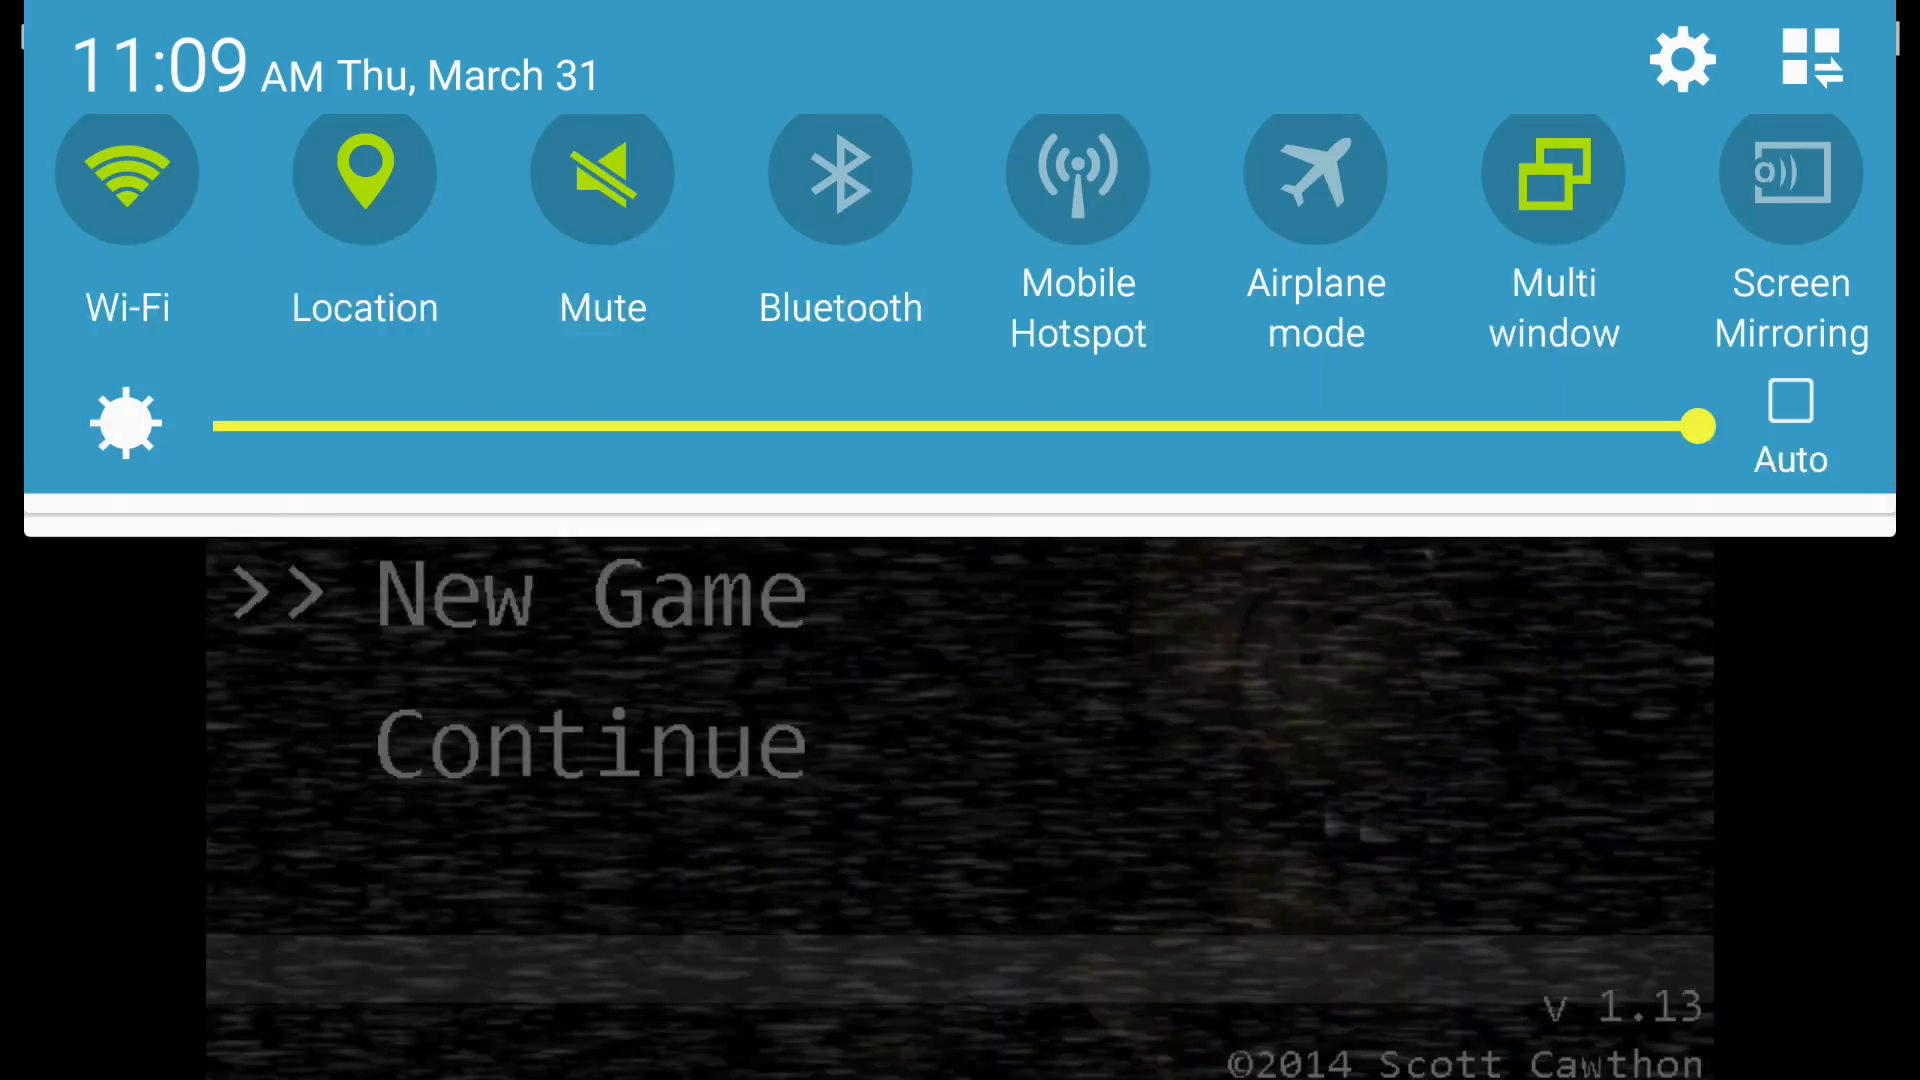 11:09 AM Thu, March 31
Wi-Fi
Location
Mute
Bluetooth
Mobile
Hotspot
Airplane
mode
Multi
window
Screen
Mirroring
Auto
>> New Game
Continue
v 1.13
©2014 Scott Cawthon